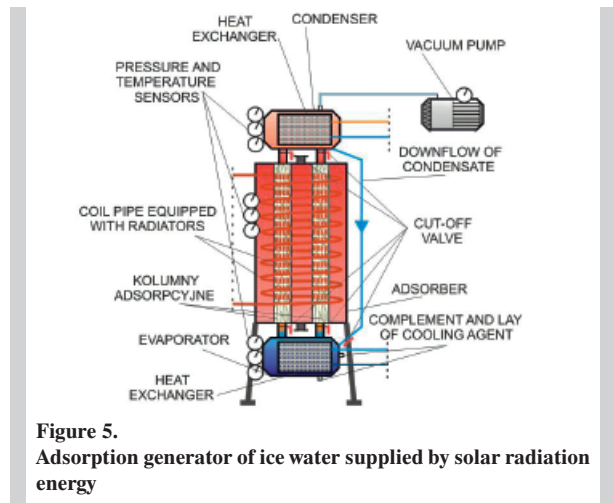 HEAT
EXCHANGER
CONDENSER
VACUUM PUMP
PRESSURE AND
TEMPERATURE
SENSORS
DOWNFLOW OF
CONDENSATE
COIL PIPE EQUIPPED
WITH RADIATORS
CUT-OFF
VALVE
KOLUMNY
ADSORPCYJNE
ADSORBER
EVAPORATOR
COMPLEMENT AND LAY
OF COOLING AGENT
HEAT
EXCHANGER
Figure 5.
Adsorption generator of ice water supplied by solar radiation
energy